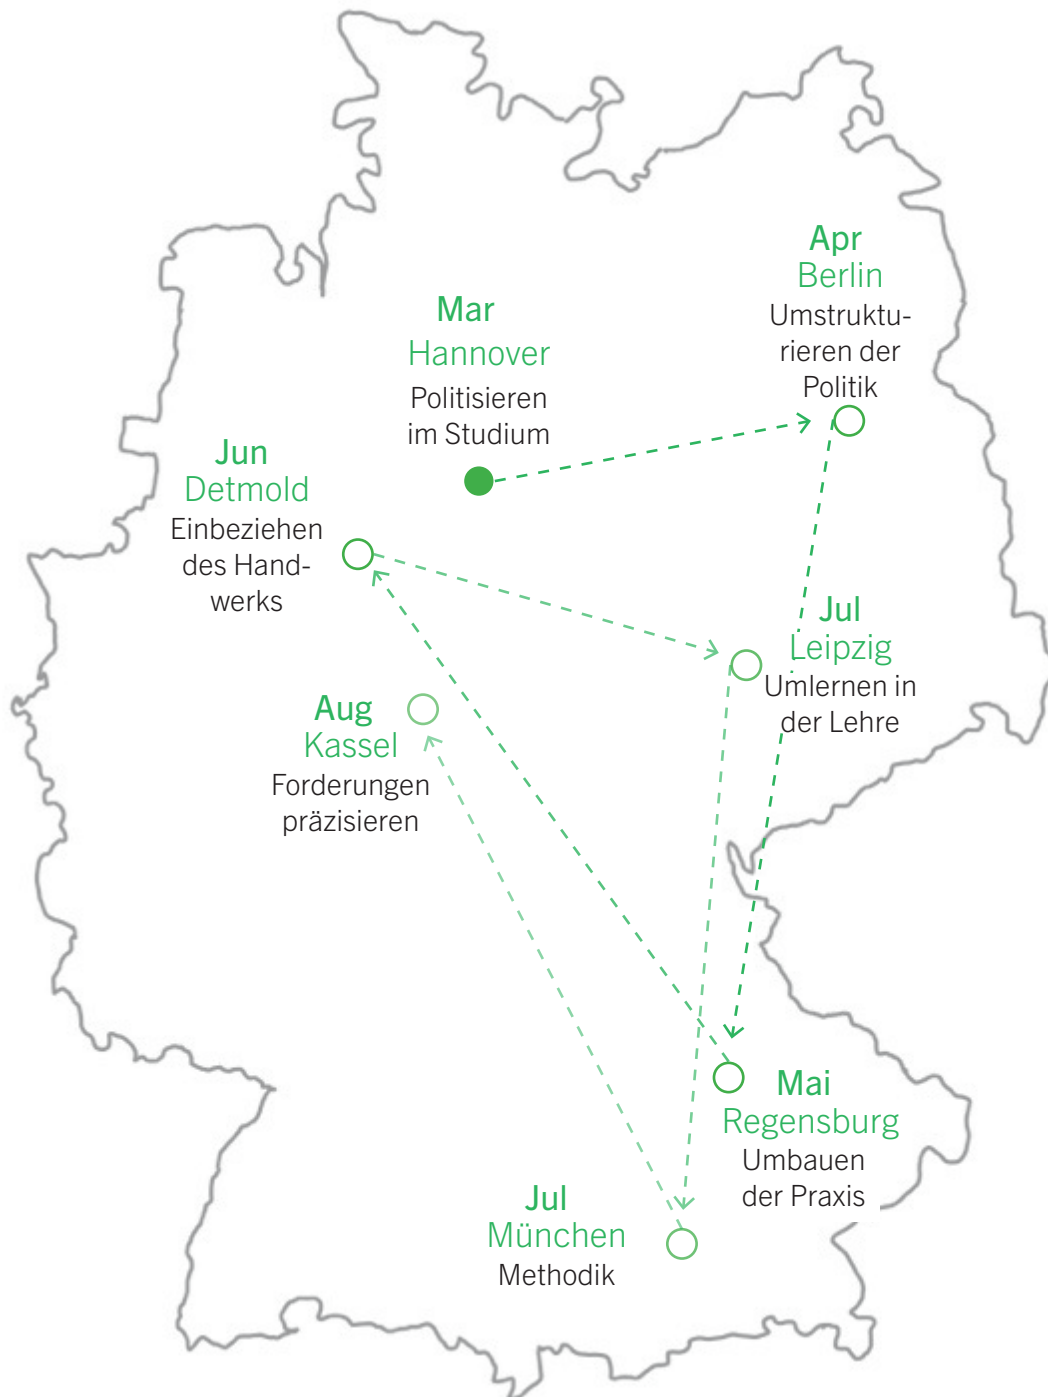 Apr
Berlin
Umstruktu-
rieren der
Politik
Mar
Hannover
Politisieren
im Studium
Jun
Detmold
Einbeziehen
des Hand-
werks
Jul
Leipzig
Umlernen in
der Lehre
Aug
Kassel
Forderungen
präzisieren
Mai
Regensburg
Umbauen
der Praxis
Jul
München
Methodik